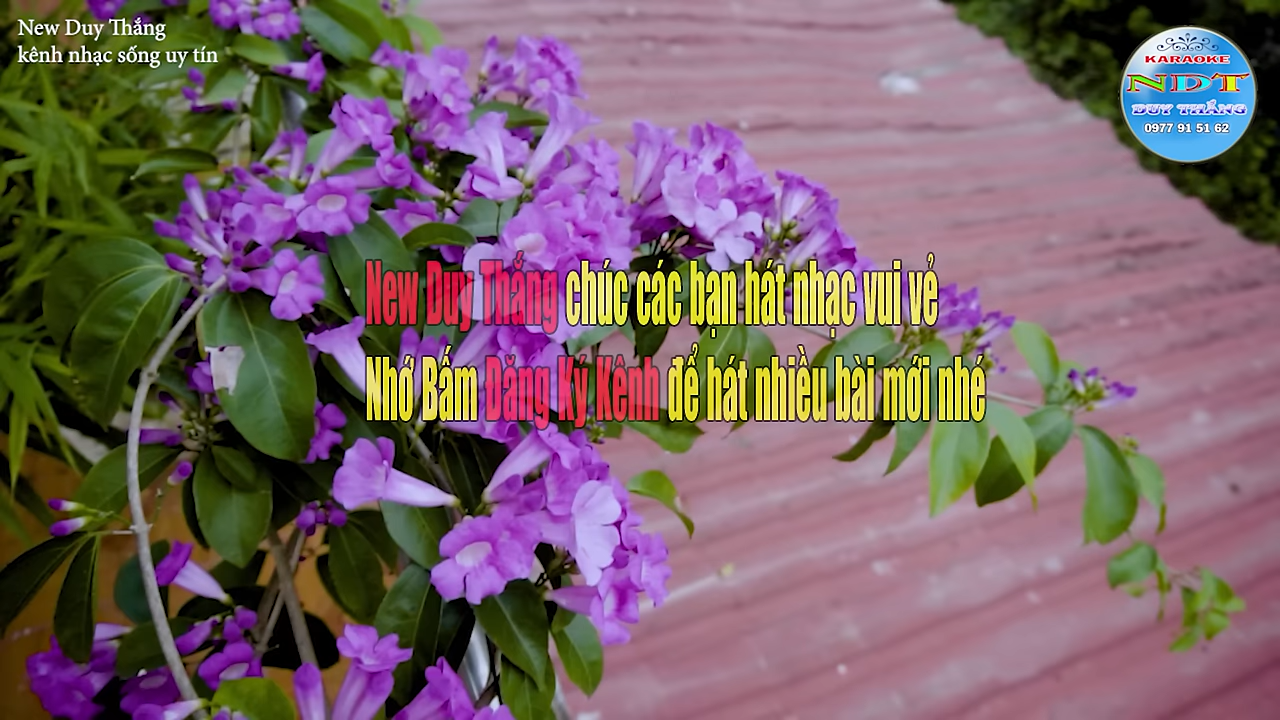 New Duy Thắng
kênh nhạc sống uy tín
KARAOKE
NDT
DUY THẮNG
0977 91 51 62
New Duy Thắng chúc các bạn hát nhạc vui vẻ
Nhớ Bấm Đăng Ký Kênh để hát nhiều bài mới nhé